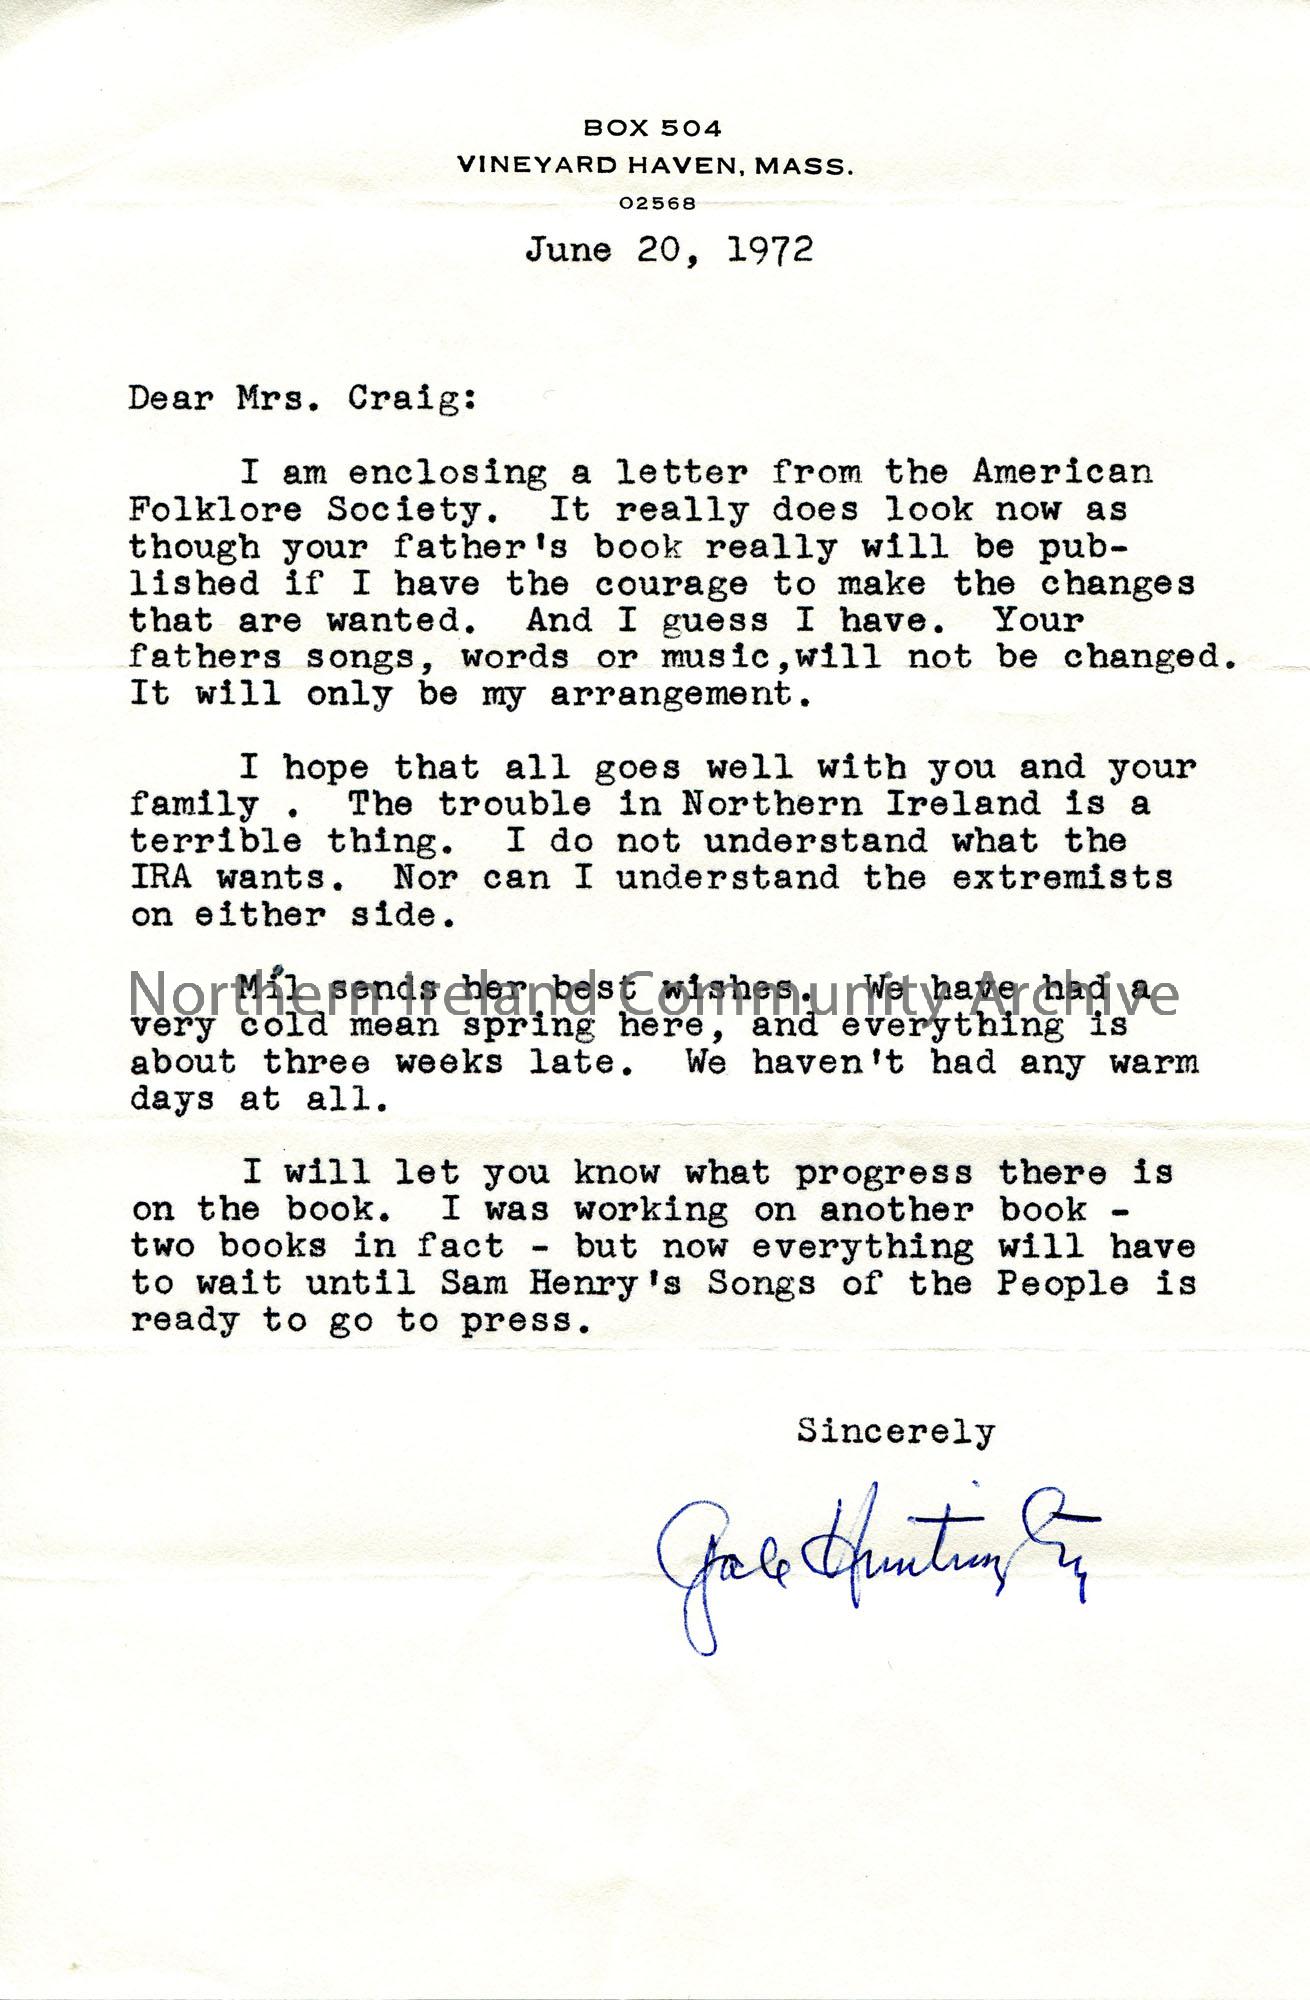 BOX 504
VINEYARD HAVEN, MASS.
02568
June 20, 1972
Dear Mrs. Craig:
I am enclosing a letter from the American
Folklore Society.  It really does look now as
though your father's book really will be pub-
lished if I have the courage to make the changes
that are wanted.  And I guess I have.  Your
fathers songs, words or music,will not be changed.
It will only be my arrangement.
I hope that all goes well with you and your
family .  The trouble in Northern Ireland is a
terrible thing.  I do not understand what the
IRA wants.  Nor can I understand the extremists
on either side.
Mil sends her best wishes.  We have had a
Northern Ireland Community Archive
very cold mean spring here, and everything is
about three weeks late.  We haven't had any warm
days at all.
I will let you know what progress there is
on the book.  I was working on another book -
two books in fact - but now everything will have
to wait until Sam Henry's Songs of the People is
ready to go to press.
Sincerely
Gale Huntington